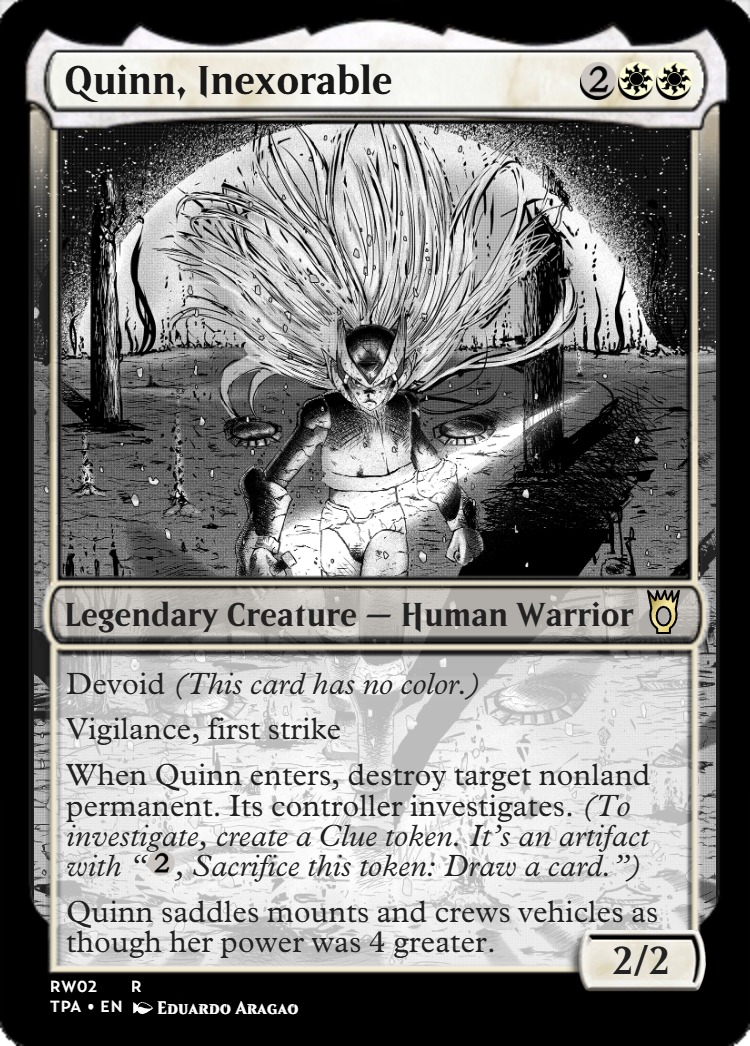 Quinn, Inexorable 2
Legendary Creature — Human Warrior
Devoid (This card has no color.)
Vigilance, first strike
When Quinn enters, destroy target nonland
permanent. Its controller investigates. (To
investigate, create a Clue token. It's an artifact
with “2, Sacrifice this token: Draw a card.”)
Quinn saddles mounts and crews vehicles as
though her power was 4 greater.
2/2
RW02 R
TPA • EN Eduardo Aragao